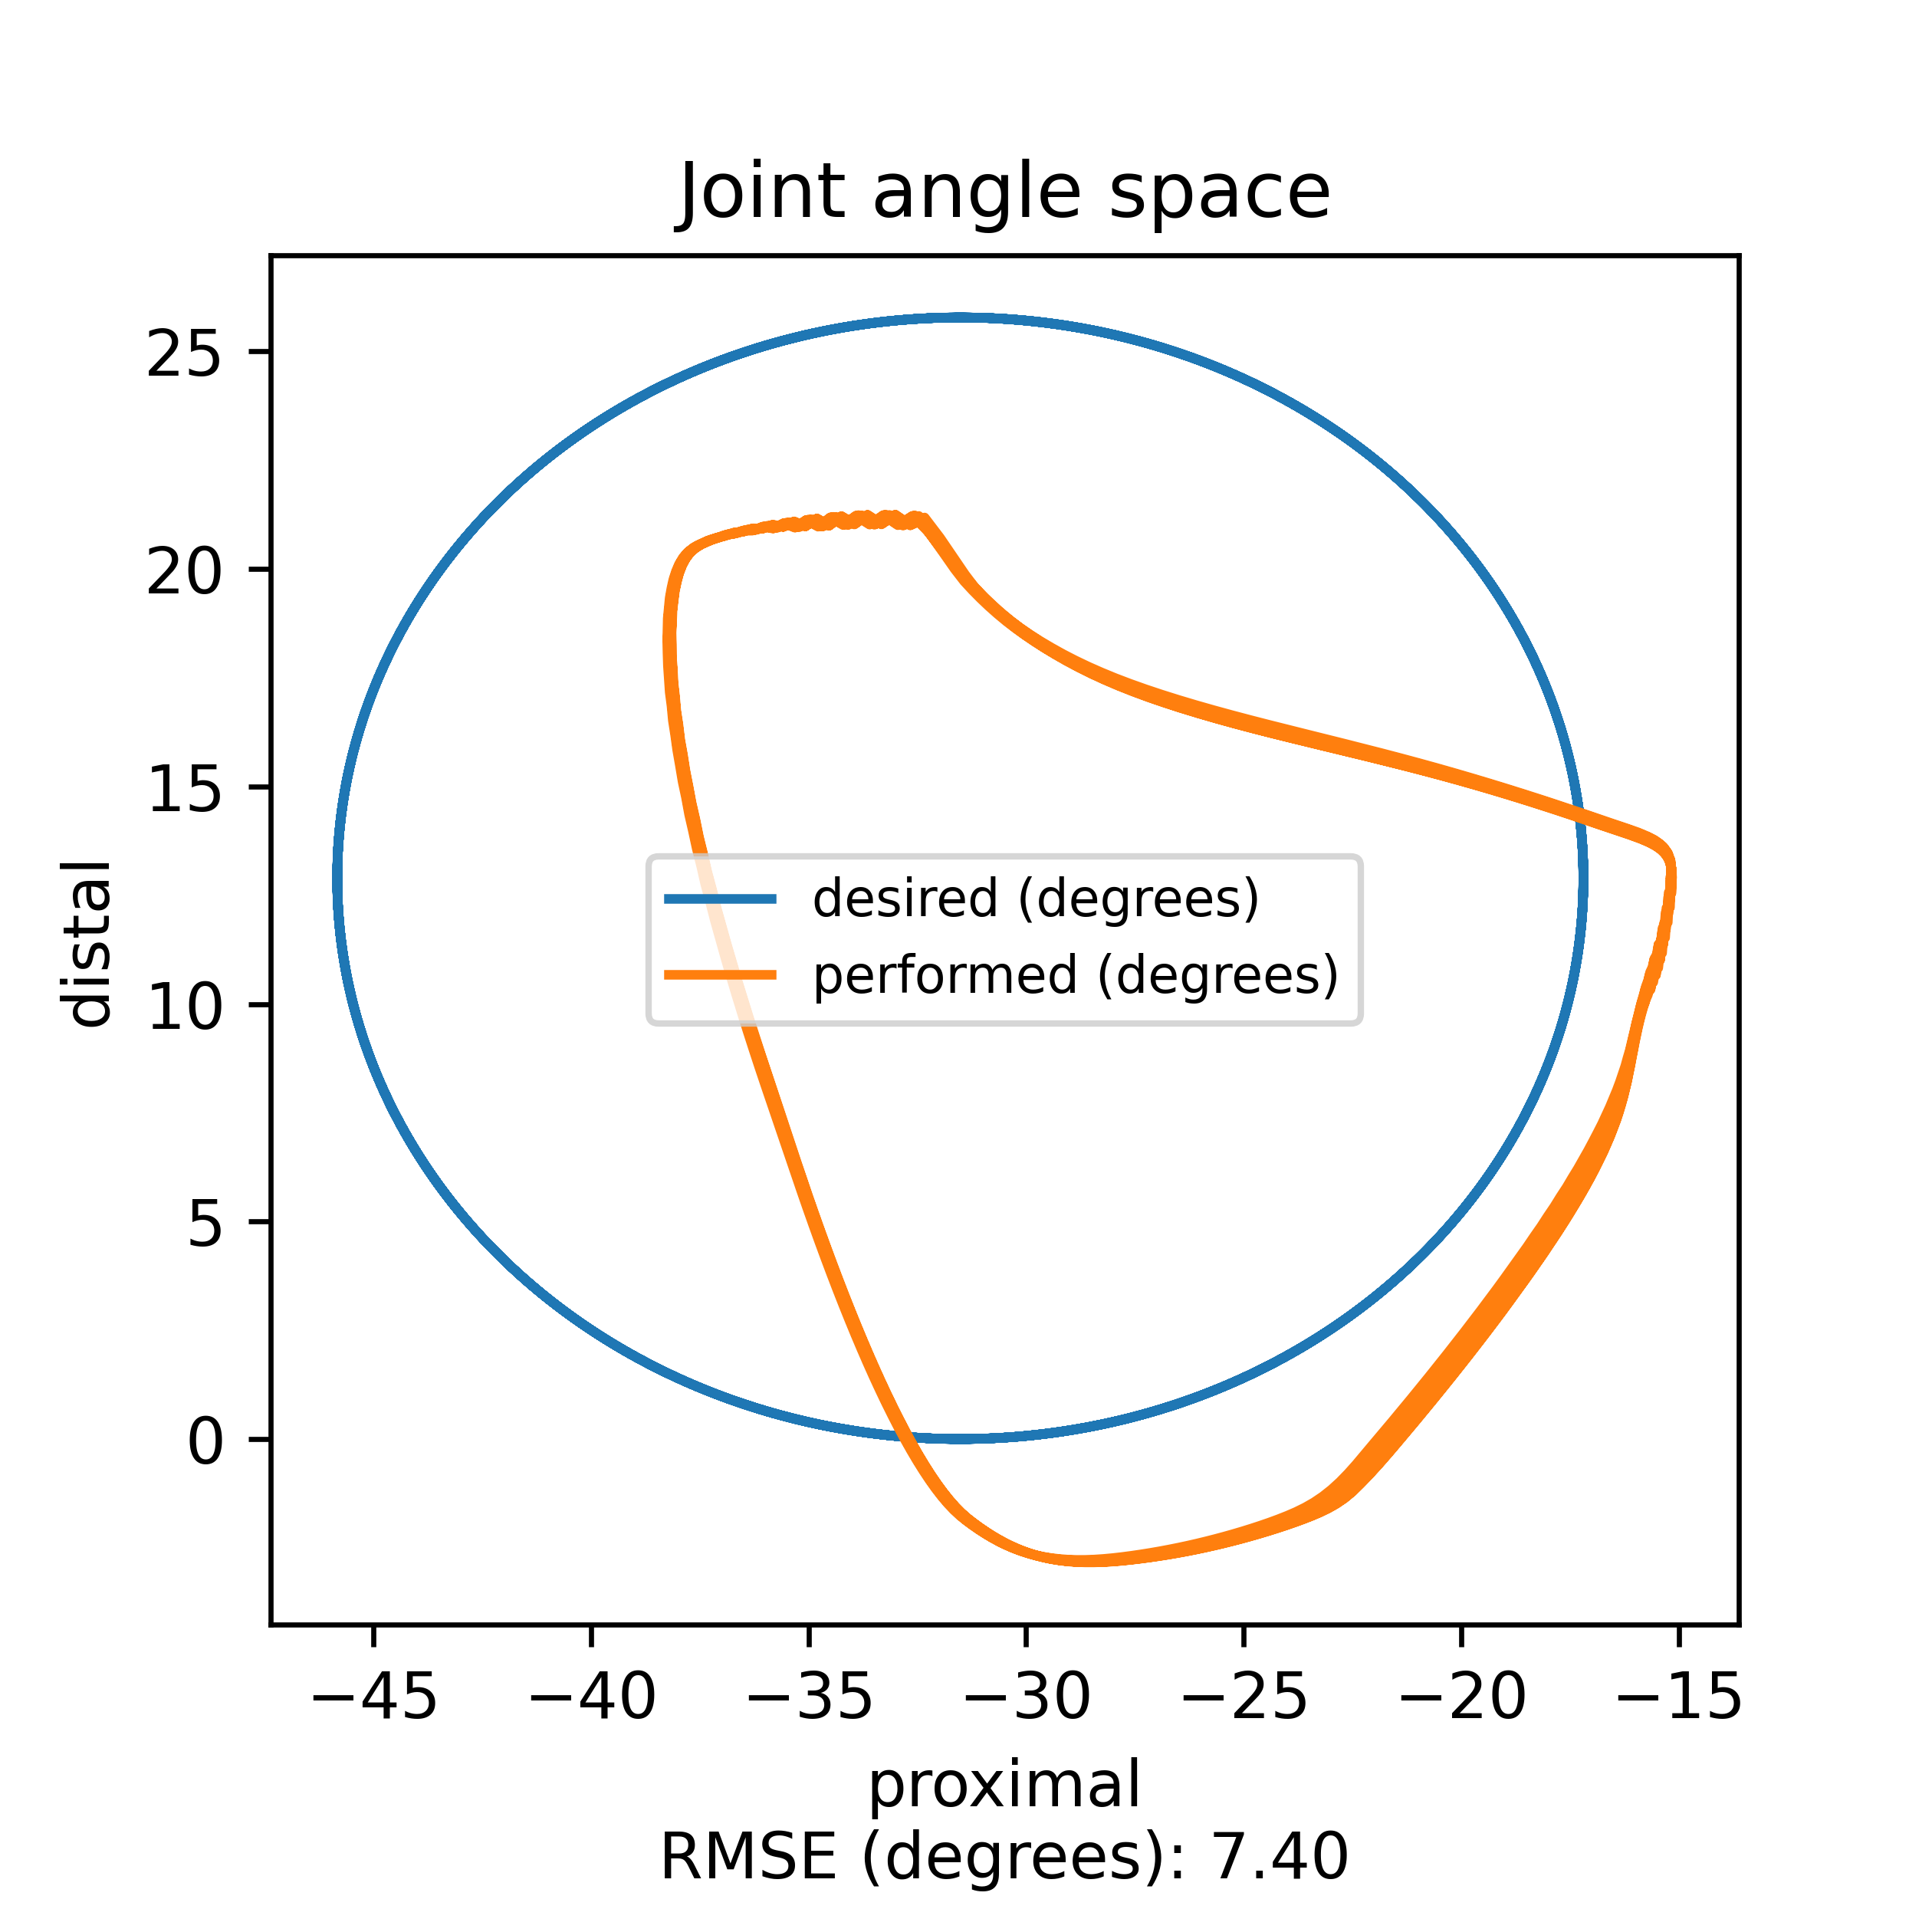 Joint angle space
25
20
15
10
5
0
distal
desired (degrees)
performed (degrees)
−45 −40 −35 −30 −25 −20 −15
proximal
RMSE (degrees): 7.40